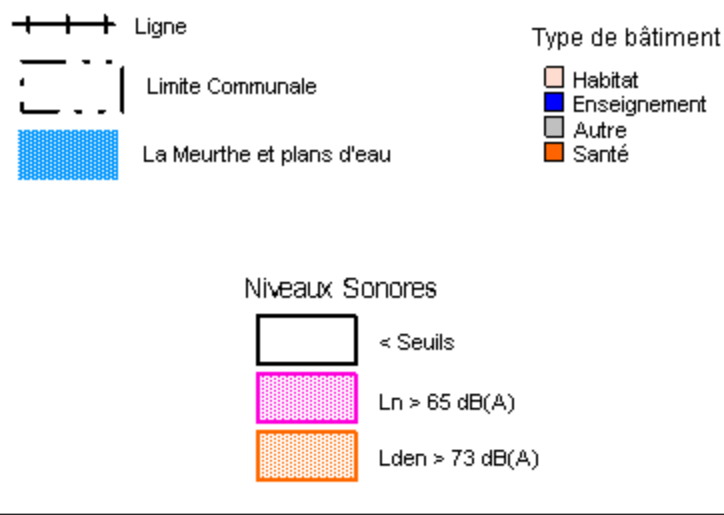 Ligne
Limite Communale
La Meurthe et plans d'eau
Type de bâtiment
Habitat
Enseignement
Autre
Santé
Niveaux Sonores
< Seuils
Ln > 65 dB(A)
Lden > 73 dB(A)